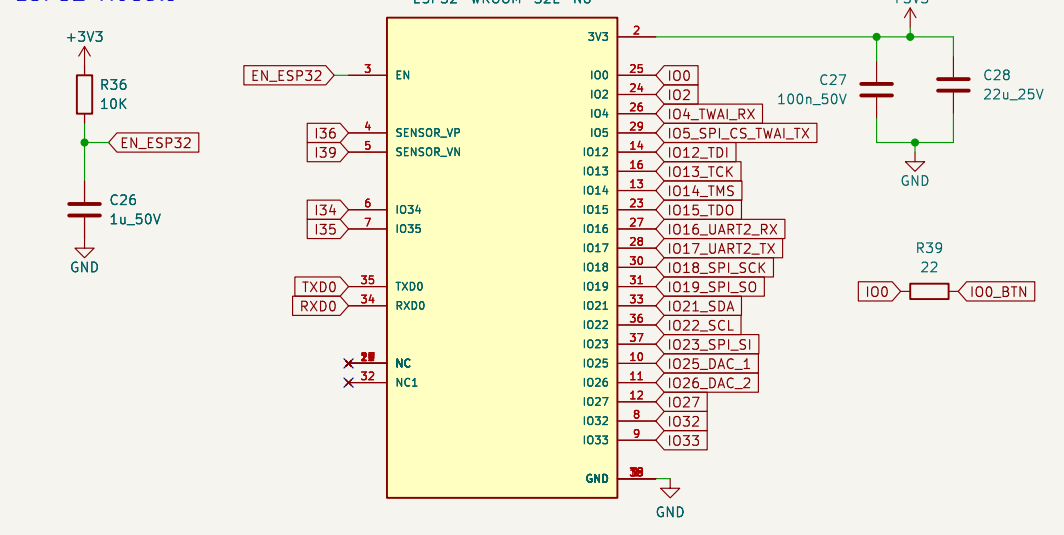 +3V3
R36
10K
EN_ESP32
C26
1u_50V
GND
EN_ESP32 3 EN
I36 4 SENSOR_VP
I39 5 SENSOR_VN
I34 6 IO34
I35 7 IO35
TXD0 35 TXD0
RXD0 34 RXD0
NC
32 NC1
3V3 2
IO0 25 IO0
IO2 24 IO2
IO4 26 IO4_TWAI_RX
IO5 29 IO5_SPI_CS_TWAI_TX
IO12 14 IO12_TDI
IO13 16 IO13_TCK
IO14 13 IO14_TMS
IO15 23 IO15_TDO
IO16 27 IO16_UART2_RX
IO17 28 IO17_UART2_TX
IO18 30 IO18_SPI_SCK
IO19 31 IO19_SPI_SO
IO21 33 IO21_SDA
IO22 36 IO22_SCL
IO23 37 IO23_SPI_SI
IO25 10 IO25_DAC_1
IO26 11 IO26_DAC_2
IO27 12 IO27
IO32 8 IO32
IO33 9 IO33
GND
GND
C27
100n_50V
C28
22u_25V
GND
R39
22
IO0
IO0_BTN